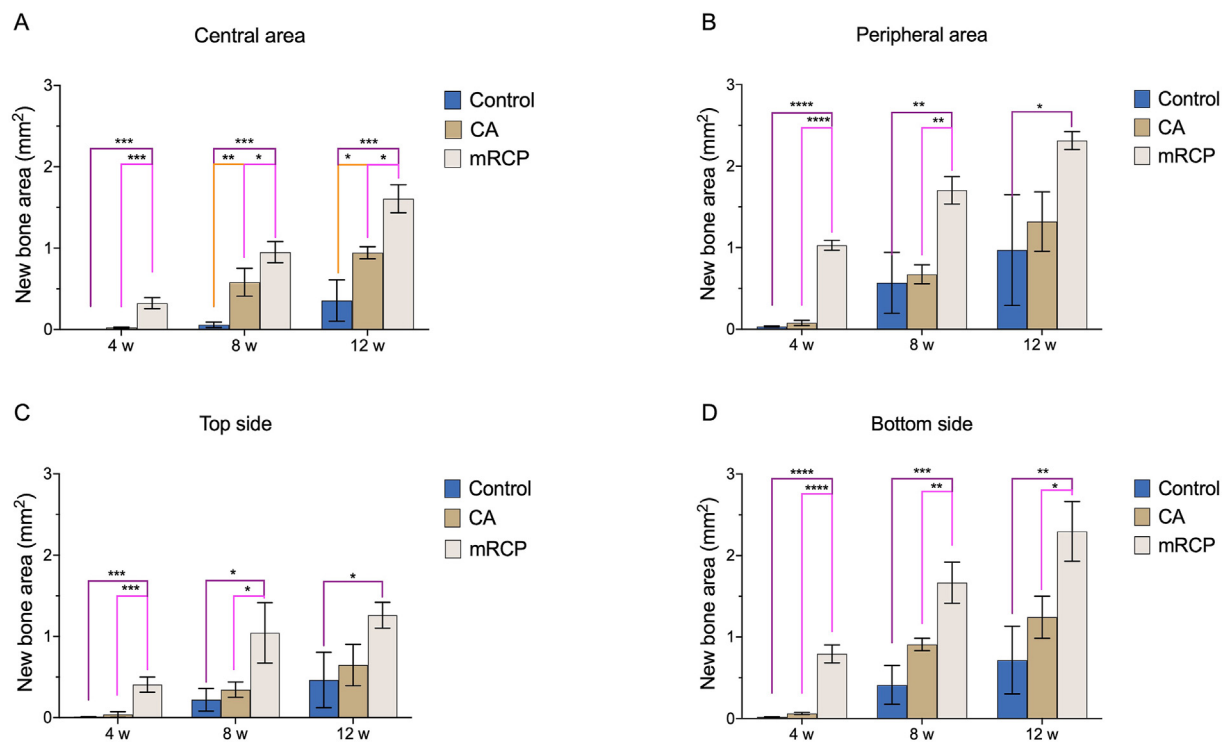 A
Central area
New bone area (mm²)
3
2
1
0
***
***
***
**
*
***
*
*
4 w
8 w
12 w
Control
CA
mRCP
B
Peripheral area
New bone area (mm²)
3
2
1
0
****
****
**
**
*
4 w
8 w
12 w
Control
CA
mRCP
C
Top side
New bone area (mm²)
3
2
1
0
***
***
*
*
*
4 w
8 w
12 w
Control
CA
mRCP
D
Bottom side
New bone area (mm²)
3
2
1
0
****
****
***
**
**
*
4 w
8 w
12 w
Control
CA
mRCP